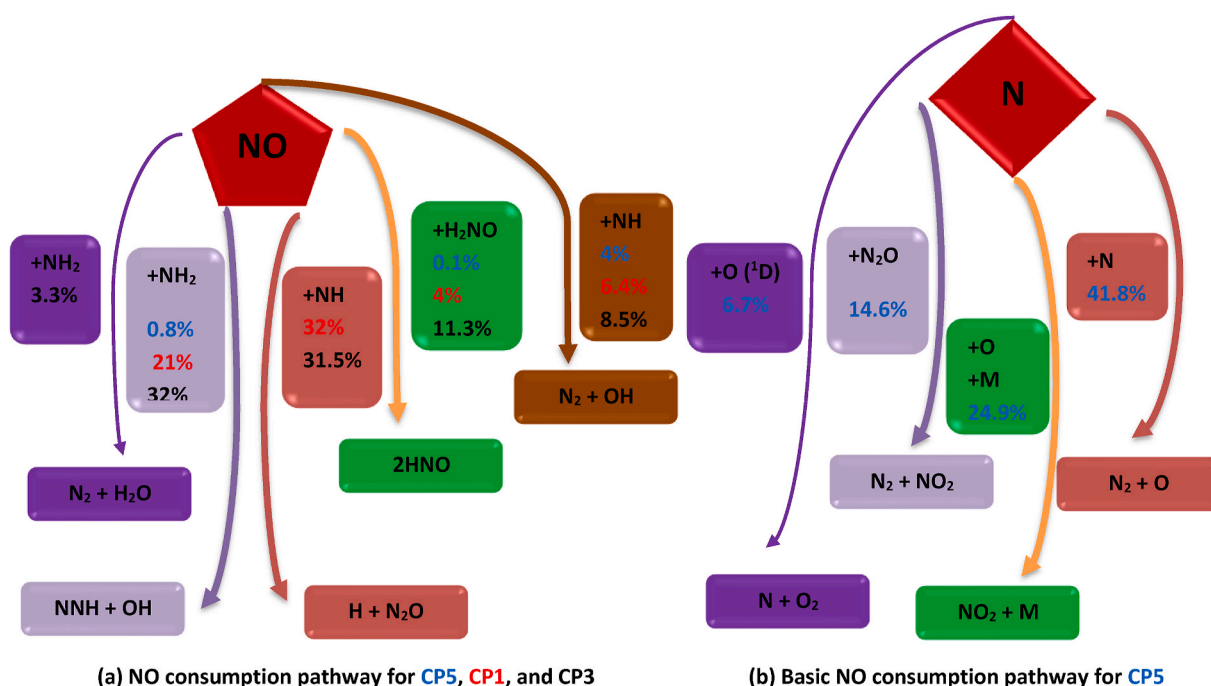 NO
+NH₂
3.3%
+NH₂
0.8%
21%
32%
+NH
32%
31.5%
+H₂NO
0.1%
4%
11.3%
+NH
4%
6.4%
8.5%
N₂ + OH
2HNO
N₂ + H₂O
NNH + OH
H + N₂O
(a) NO consumption pathway for CP5, CP1, and CP3
N
+O (¹D)
6.7%
+N₂O
14.6%
+O
+M
24.9%
+N
41.8%
N₂ + NO₂
N₂ + O
N + O₂
NO₂ + M
(b) Basic NO consumption pathway for CP5